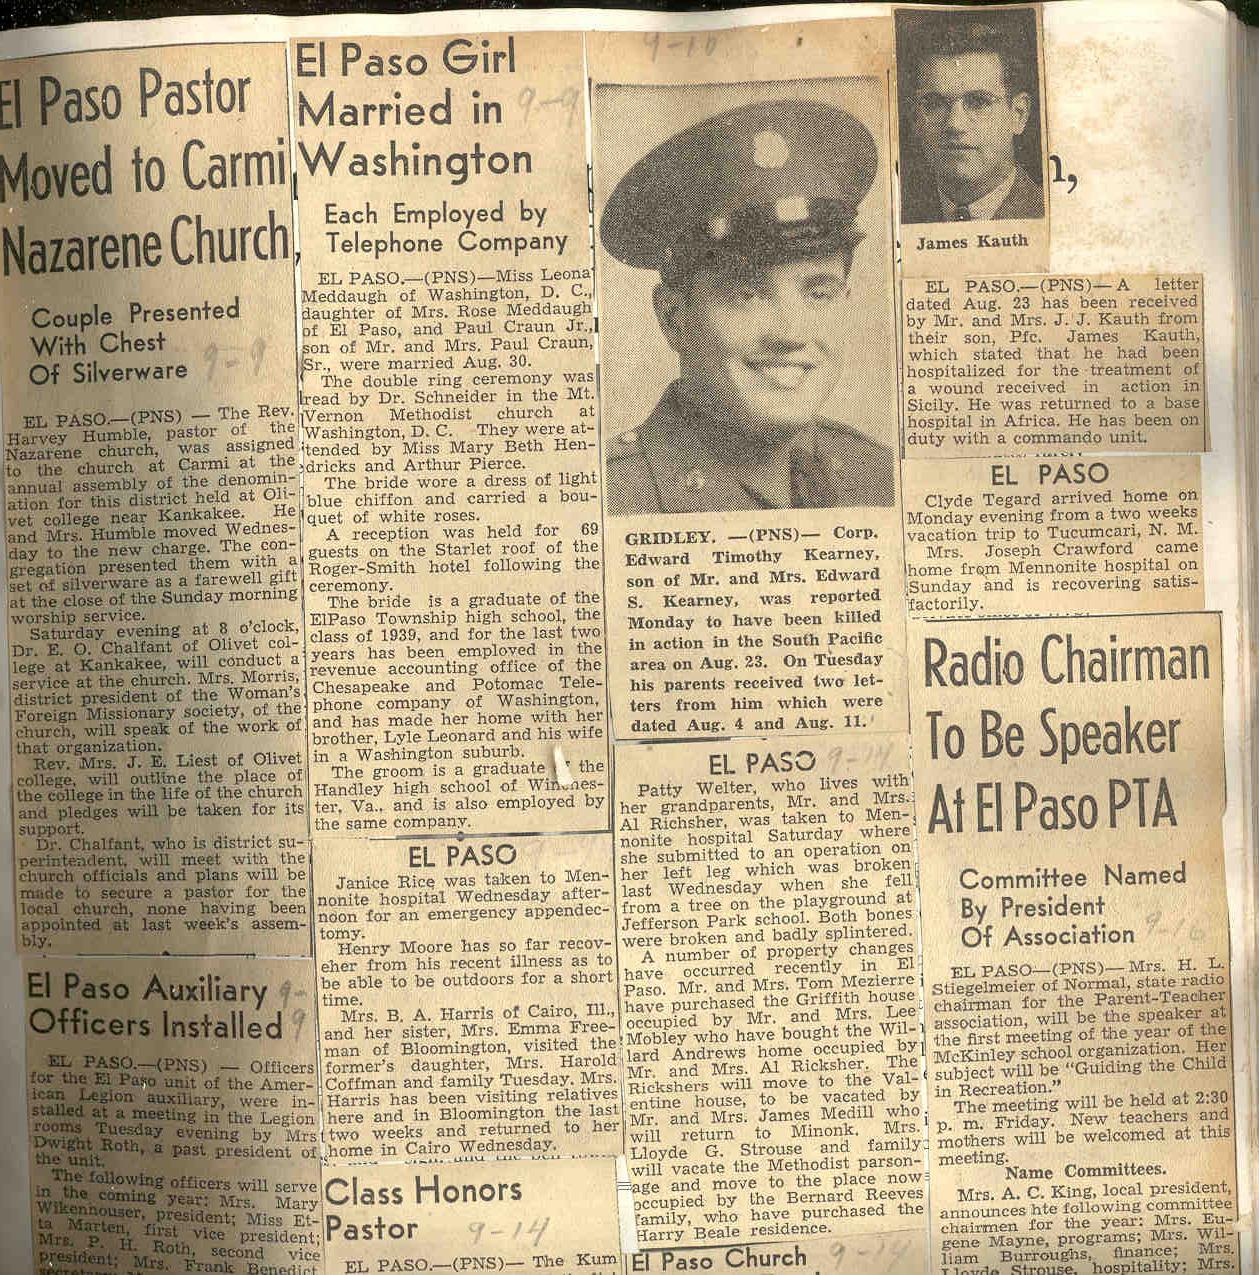 El Paso Pastor
Moved to Carmi
Nazarene Church,
Couple Presented
With Chest
Of Silverware
9-9
EL PASO.—(PNS) — The Rev.
Harvey Humble, pastor of the
Nazarene church, was assigned
to the church at Carmi at the
annual assembly of the denomin-
ation for this district held at Oli-
vet college near Kankakee. He
and Mrs. Humble moved Wednes-
day to the new charge. The con-
gregation presented them with a
set of silverware as a farewell gift
at the close of the Sunday morning
worship service.
Saturday evening at 8 o'clock,
Dr. E. O. Chalfant of Olivet col-
lege at Kankakee, will conduct a
service at the church. Mrs. Morris,
district president of the Woman's
Foreign Missionary society, of the
church, will speak of the work of
that organization.
Rev. Mrs. J. E. Liest of Olivet
college, will outline the place of
the college in the life of the church
and pledges will be taken for its
support.
Dr. Chalfant, who is district su-
perintendent, will meet with the
church officials and plans will be
made to secure a pastor for the
local church, none having been
appointed at last week's assem-
bly.
El Paso Auxiliary
Officers Installed
9-9
EL PASO.—(PNS) — Officers
for the El Paso unit of the Amer-
ican Legion auxiliary, were in-
stalled at a meeting in the Legion
rooms Tuesday evening by Mrs
Dwight Roth, a past president of
the unit.
The following officers will serve
in the coming year: Mrs. Mary
Wikenhouser, president; Miss Et-
ta Marten, first vice president;
Mrs. P. H. Roth, second vice
president; Mrs. Frank Benedict
El Paso Girl
Married in
Washington
9-9
Each Employed by
Telephone Company
EL PASO.—(PNS)—Miss Leona
Meddaugh of Washington, D. C.,
daughter of Mrs. Rose Meddaugh
of El Paso, and Paul Craun Jr.,
son of Mr. and Mrs. Paul Craun,
Sr., were married Aug. 30.
The double ring ceremony was
read by Dr. Schneider in the Mt.
Vernon Methodist church at
Washington, D. C. They were at-
tended by Miss Mary Beth Hen-
dricks and Arthur Pierce.
The bride wore a dress of light
blue chiffon and carried a bou-
quet of white roses.
A reception was held for 69
guests on the Starlet roof of the
Roger-Smith hotel following the
ceremony.
The bride is a graduate of the
ElPaso Township high school, the
class of 1939, and for the last two
years has been employed in the
revenue accounting office of the
Chesapeake and Potomac Tele-
phone company of Washington,
and has made her home with her
brother, Lyle Leonard and his wife
in a Washington suburb.
The groom is a graduate the
Handley high school of Winches-
ter, Va., and is also employed by
the same company.
EL PASO
Janice Rice was taken to Men-
nonite hospital Wednesday after-
noon for an emergency appendec-
tomy.
Henry Moore has so far recov-
eher from his recent illness as to
be able to be outdoors for a short
time.
Mrs. B. A. Harris of Cairo, Ill.,
and her sister, Mrs. Emma Free-
man of Bloomington, visited the
former's daughter, Mrs. Harold
Coffman and family Tuesday. Mrs.
Harris has been visiting relatives
here and in Bloomington the last
two weeks and returned to her
home in Cairo Wednesday.
Class Honors
Pastor
9-14
EL PASO.—(PNS) — The Kum
9-10
GRIDLEY. —(PNS)— Corp.
Edward Timothy Kearney,
son of Mr. and Mrs. Edward
S. Kearney, was reported
Monday to have been killed
in action in the South Pacific
area on Aug. 23. On Tuesday
his parents received two let-
ters from him which were
dated Aug. 4 and Aug. 11.
EL PASO
9-14
Patty Welter, who lives with
her grandparents, Mr. and Mrs.
Al Richsher, was taken to Men-
nonite hospital Saturday where
she submitted to an operation on
her left leg which was broken
last Wednesday when she fell
from a tree on the playground at
Jefferson Park school. Both bones
were broken and badly splintered.
A number of property changes
have occurred recently in El
Paso. Mr. and Mrs. Tom Mezierre
have purchased the Griffith house
occupied by Mr. and Mrs. Lee
Mobley who have bought the Wil-
lard Andrews home occupied by
Mr. and Mrs. Al Ricksher. The
Rickshers will move to the Val-
entine house, to be vacated by
Mr. and Mrs. James Medill who
will return to Minonk. Mrs.
Lloyde G. Strouse and family
will vacate the Methodist parson-
age and move to the place now
occupied by the Bernard Reeves
family, who have purchased the
Harry Beale residence.
El Paso Church
9-14
n,
James Kauth
EL PASO.—(PNS)— A letter
dated Aug. 23 has been received
by Mr. and Mrs. J. J. Kauth from
their son, Pfc. James Kauth,
which stated that he had been
hospitalized for the treatment of
a wound received in action in
Sicily. He was returned to a base
hospital in Africa. He has been on
duty with a commando unit.
EL PASO
Clyde Tegard arrived home on
Monday evening from a two weeks
vacation trip to Tucumcari, N. M.
Mrs. Joseph Crawford came
home from Mennonite hospital on
Sunday and is recovering satis-
factorily.
Radio Chairman
To Be Speaker
At El Paso PTA
Committee Named
By President
Of Association
9-16
EL PASO—(PNS)— Mrs. H. L.
Stiegelmeier of Normal, state radio
chairman for the Parent-Teacher
association, will be the speaker at
the first meeting of the year of the
McKinley school organization. Her
subject will be "Guiding the Child
in Recreation."
The meeting will be held at 2:30
p. m. Friday. New teachers and
mothers will be welcomed at this
meeting.
Name Committees.
Mrs. A. C. King, local president,
announces hte following committee
chairmen for the year: Mrs. Eu-
gene Mayne, programs; Mrs. Wil-
liam Burroughs, finance; Mrs.
Lloyde Strouse, hospitality; Mrs.